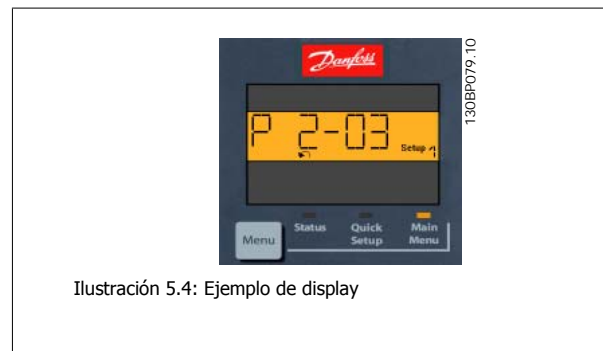 Danfoss
130BP079.10
P 2-03
Setup 1
Status
Quick Setup
Main Menu
Menu
Ilustración 5.4: Ejemplo de display